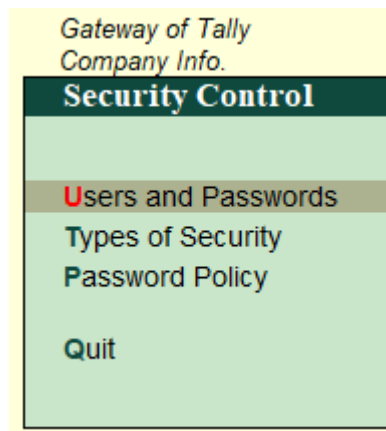 Gateway of Tally
Company Info.
Security Control
Users and Passwords
Types of Security
Password Policy
Quit